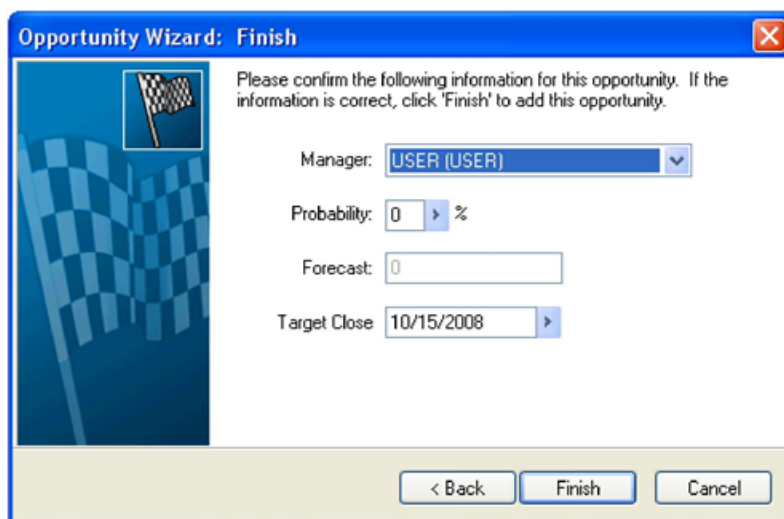 Opportunity Wizard: Finish
Please confirm the following information for this opportunity. If the
information is correct, click 'Finish' to add this opportunity.
Manager: USER (USER)
Probability: 0 %
Forecast: 0
Target Close 10/15/2008
< Back Finish Cancel